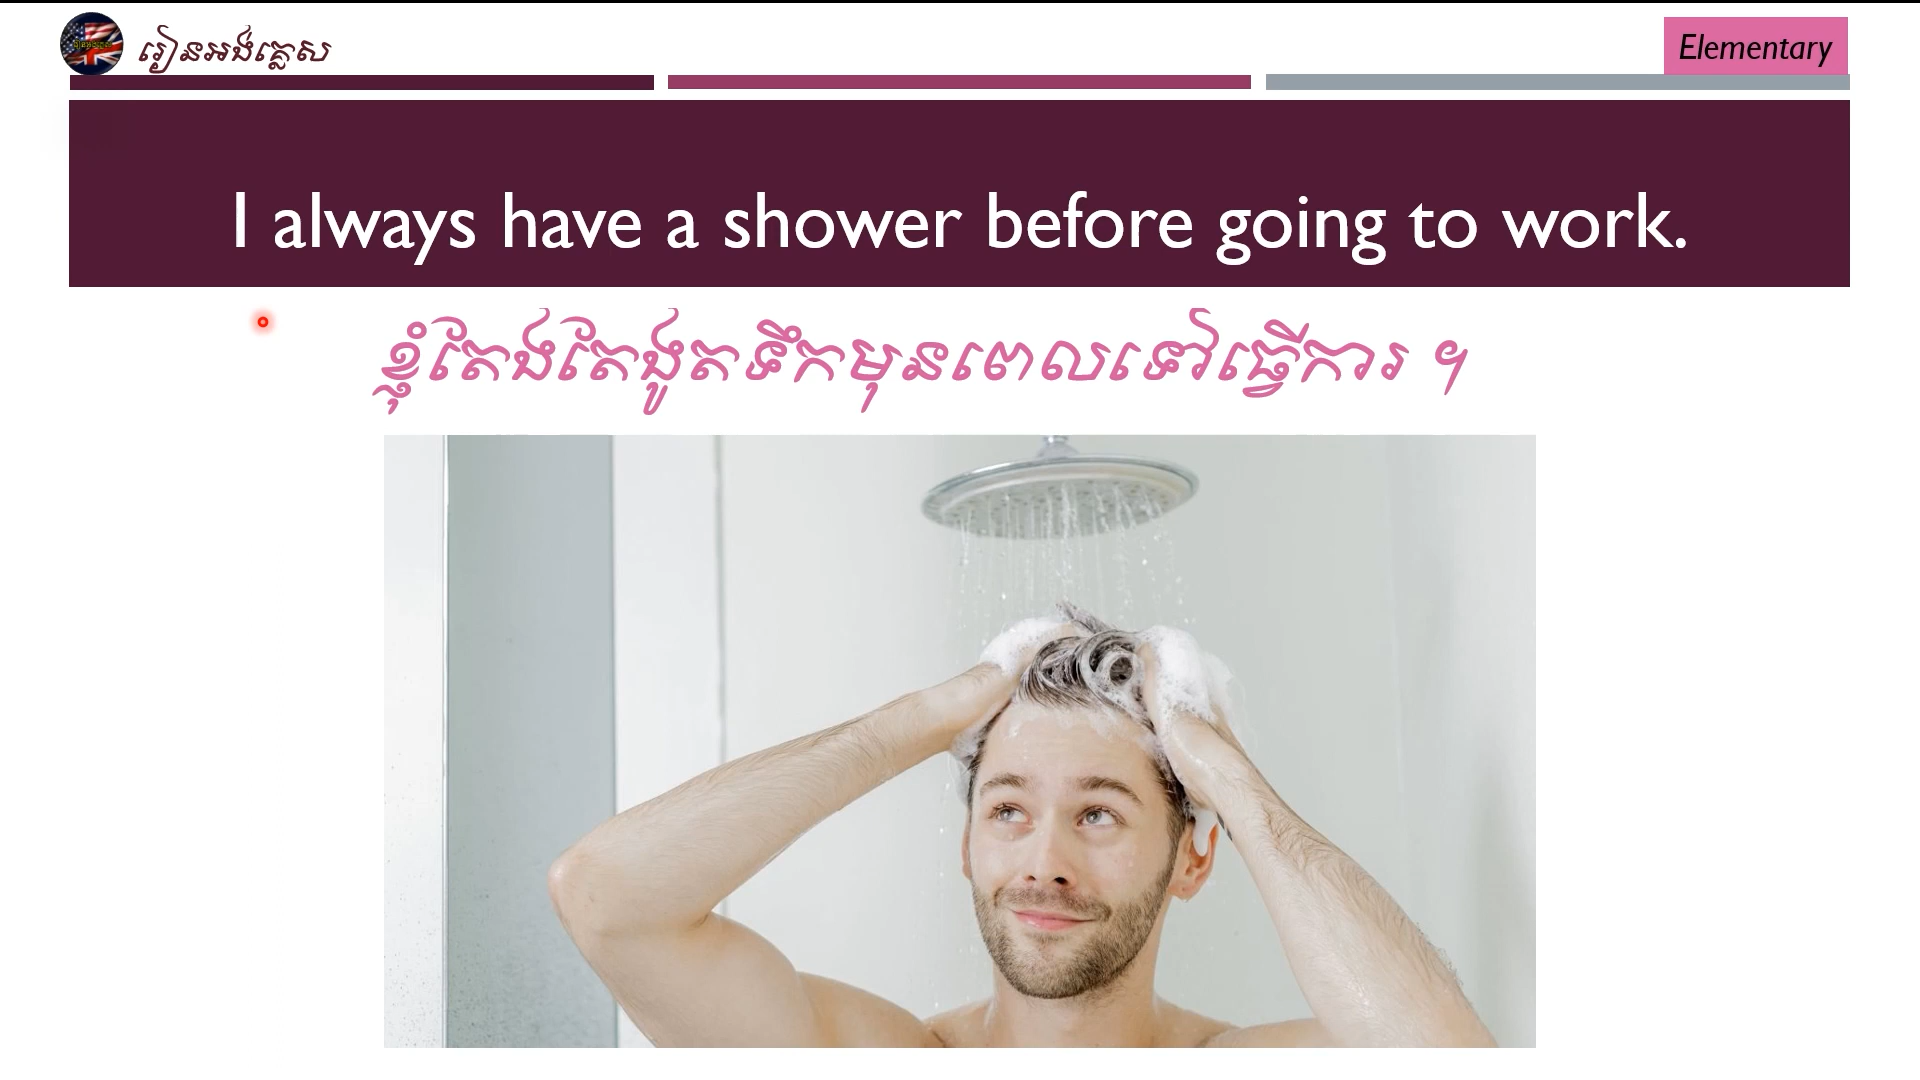 រៀនអង់គ្លេស
Elementary
I always have a shower before going to work.
ខ្ញុំតែងតែងូតទឹកមុនពេលទៅធ្វើការ ។